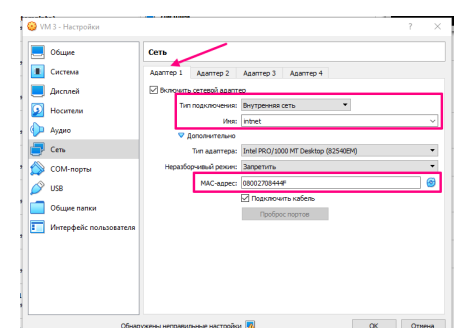 VM 3 - Настройки
? ×
Общие
Система
Дисплей
Носители
Аудио
Сеть
COM-порты
USB
Общие папки
Интерфейс пользователя
Сеть
Адаптер 1 Адаптер 2 Адаптер 3 Адаптер 4
Включить сетевой адаптер
Тип подключения: Внутренняя сеть
Имя: intnet
Дополнительно
Тип адаптера: Intel PRO/1000 MT Desktop (82540EM)
Неразборчивый режим: Запретить
MAC-адрес: 08002708444F
Подключить кабель
Проброс портов
Обнаружены неправильные настройки
OK Отмена